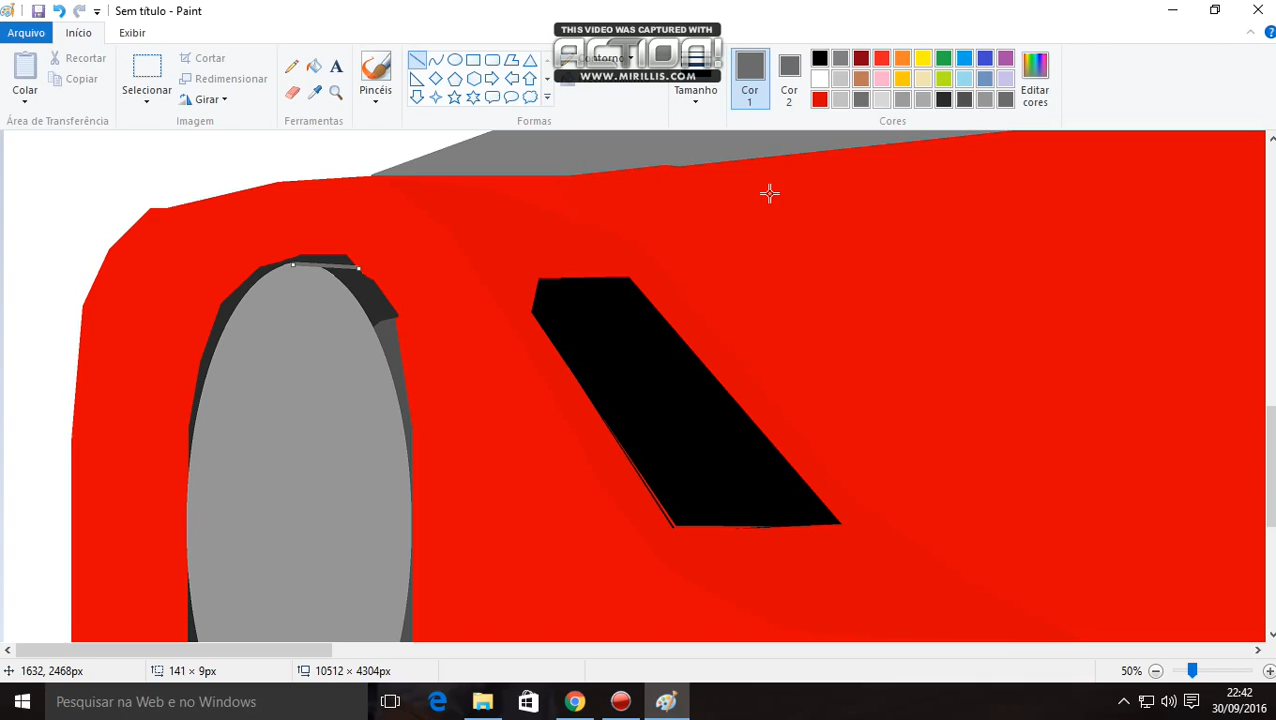 Sem título - Paint
THIS VIDEO WAS CAPTURED WITH
ACTION!
WWW.MIRILLIS.COM
Arquivo
Início
Exibir
Colar
Recortar
Copiar
Área de Transferência
Selecionar
Cortar
Redimensionar
Girar
Imagem
A
Ferramentas
Pincéis
Contorno
Formas
Tamanho
Cor
1
Cor
2
Editar
cores
Cores
1632, 2468px
141 × 9px
10512 × 4304px
50%
Pesquisar na Web e no Windows
22:42
30/09/2016